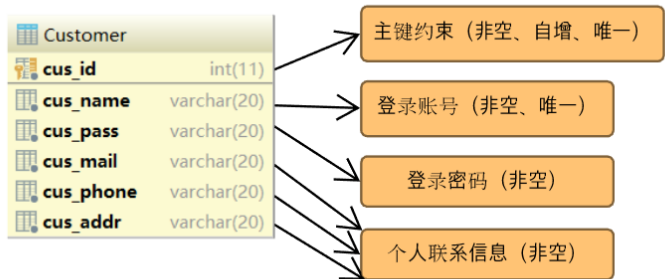 Customer
cus_id int(11)
cus_name varchar(20)
cus_pass varchar(20)
cus_mail varchar(20)
cus_phone varchar(20)
cus_addr varchar(20)
主键约束（非空、自增、唯一）
登录账号（非空、唯一）
登录密码（非空）
个人联系信息（非空）